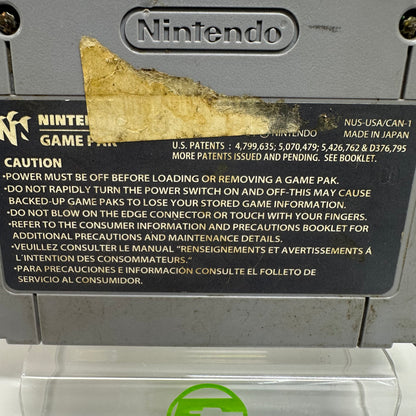 Nintendo
NUS-USA/CAN-1
© NINTENDO MADE IN JAPAN
GAME PAK
U.S. PATENTS : 4,799,635; 5,070,479; 5,426,762 & D376,795
MORE PATENTS ISSUED AND PENDING. SEE BOOKLET.
CAUTION
•POWER MUST BE OFF BEFORE LOADING OR REMOVING A GAME PAK.
•DO NOT RAPIDLY TURN THE POWER SWITCH ON AND OFF-THIS MAY CAUSE
BACKED-UP GAME PAKS TO LOSE YOUR STORED GAME INFORMATION.
•DO NOT BLOW ON THE EDGE CONNECTOR OR TOUCH WITH YOUR FINGERS.
•REFER TO THE CONSUMER INFORMATION AND PRECAUTIONS BOOKLET FOR
ADDITIONAL PRECAUTIONS AND MAINTENANCE DETAILS.
•VEUILLEZ CONSULTER LE MANUAL "RENSEIGNEMENTS ET AVERTISSEMENTS À
L'INTENTION DES CONSOMMATEURS."
•PARA PRECAUCIONES E INFORMACIÓN CONSULTE EL FOLLETO DE
SERVICIO AL CONSUMIDOR.